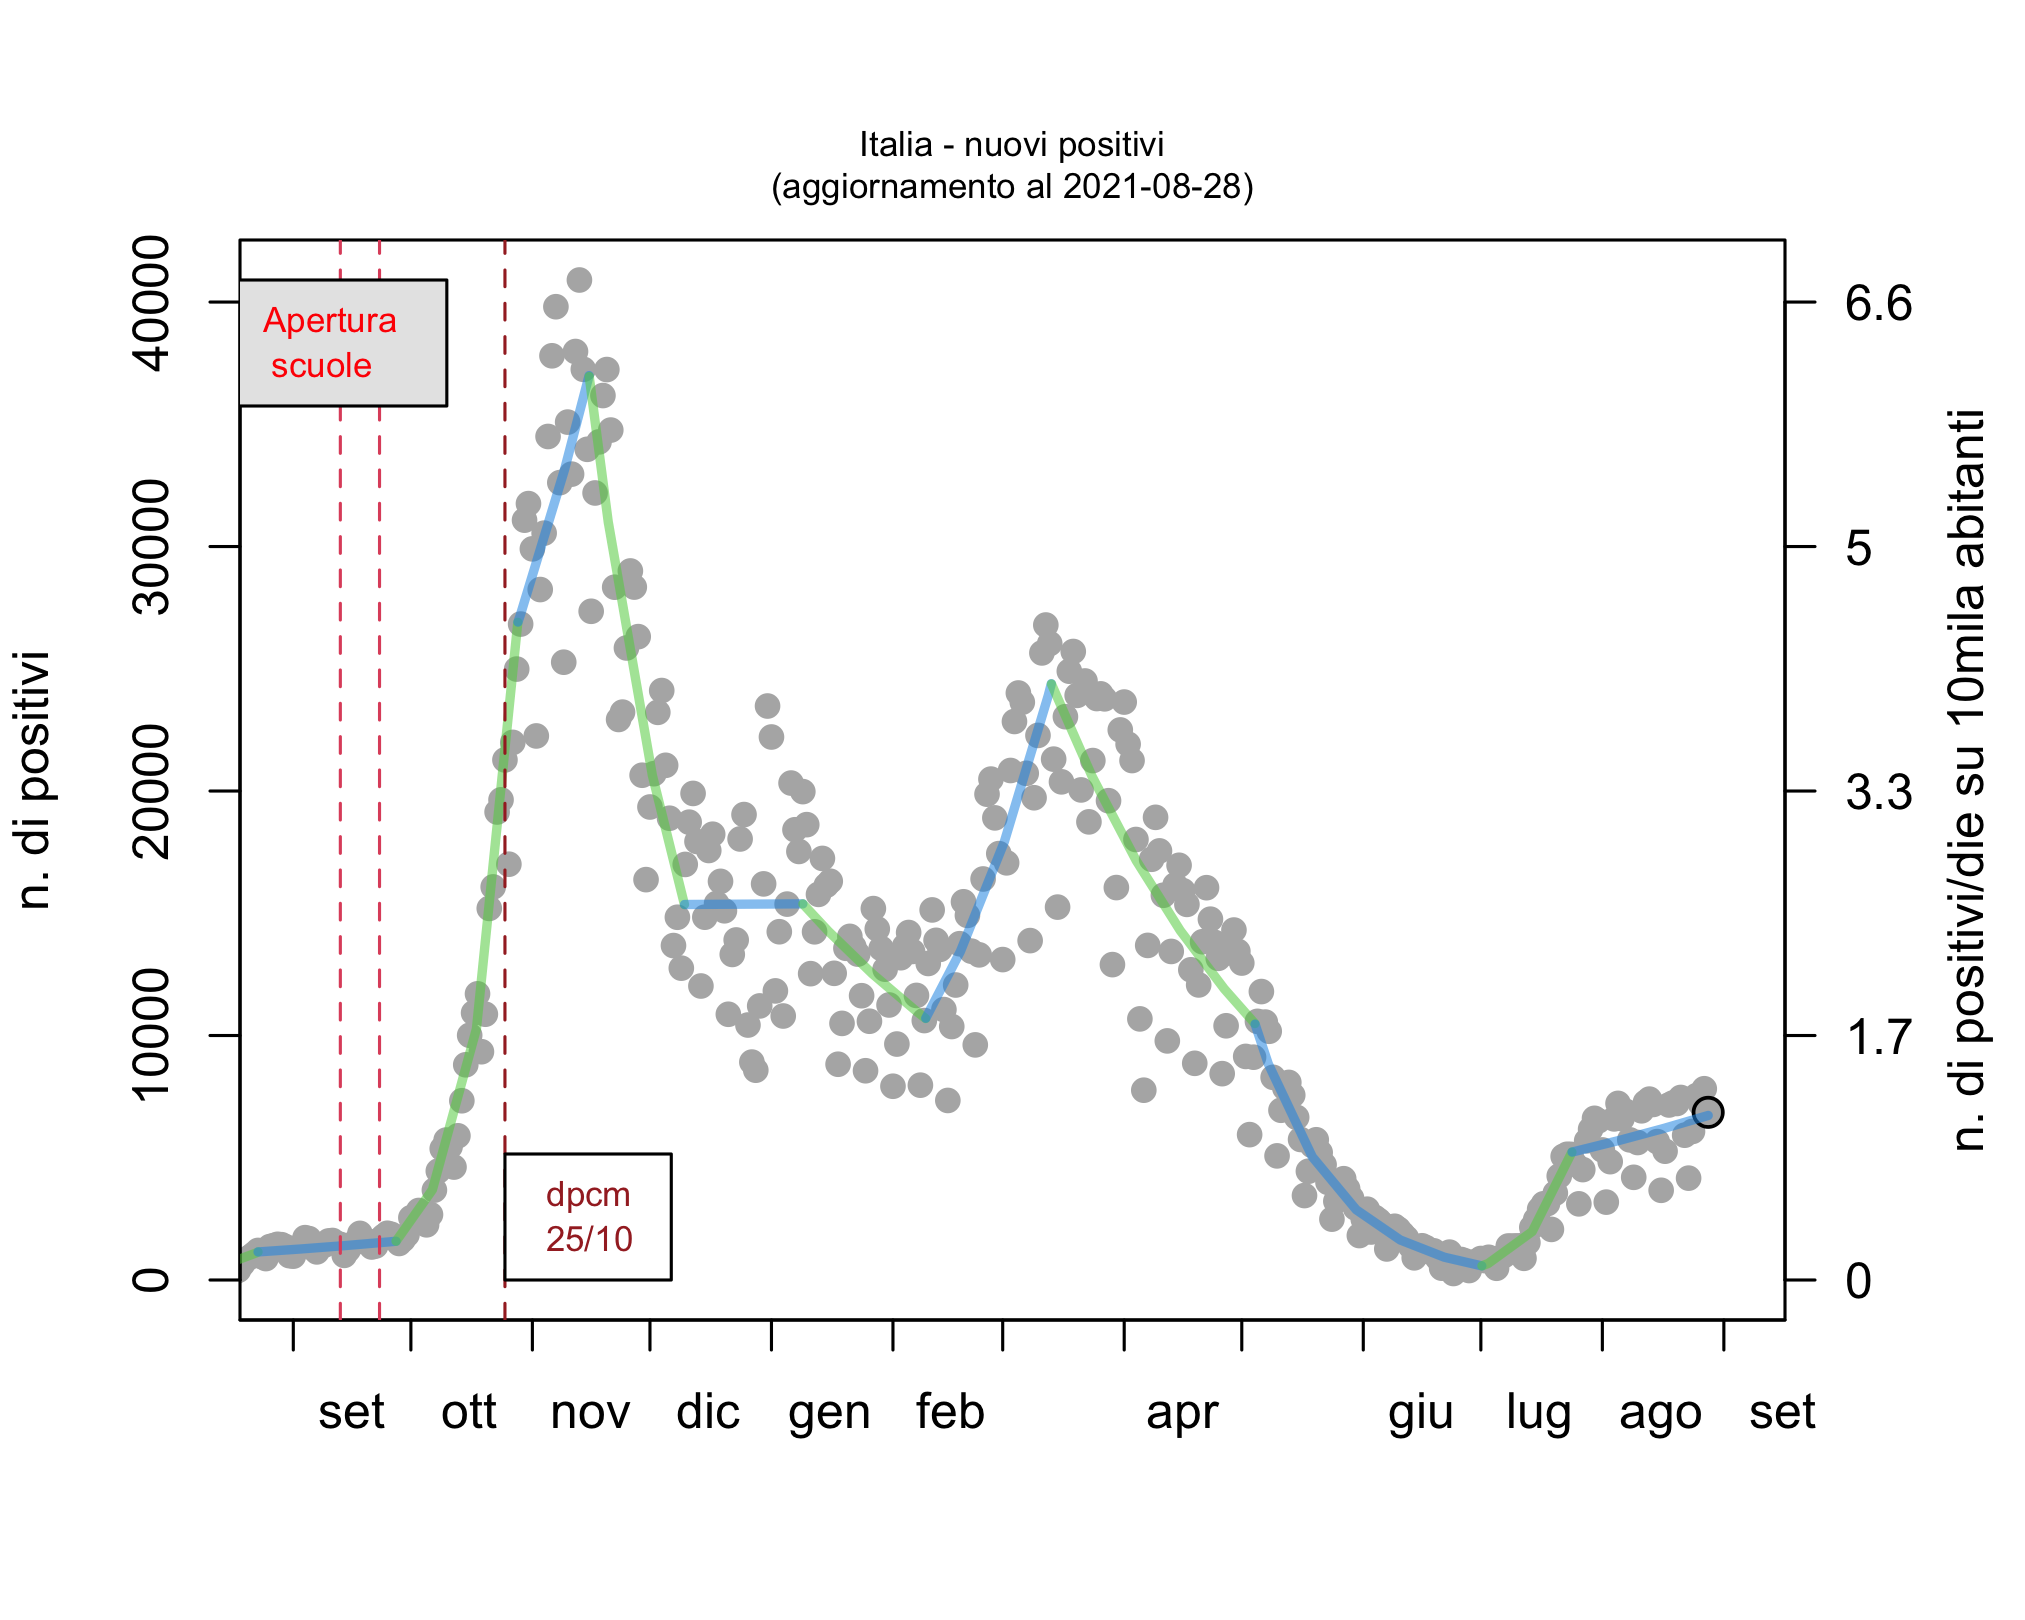 Italia - nuovi positivi
(aggiornamento al 2021-08-28)
n. di positivi
40000
30000
20000
10000
0
Apertura
scuole
dpcm
25/10
6.6
5
3.3
1.7
0
n. di positivi/die su 10mila abitanti
set ott nov dic gen feb apr giu lug ago set